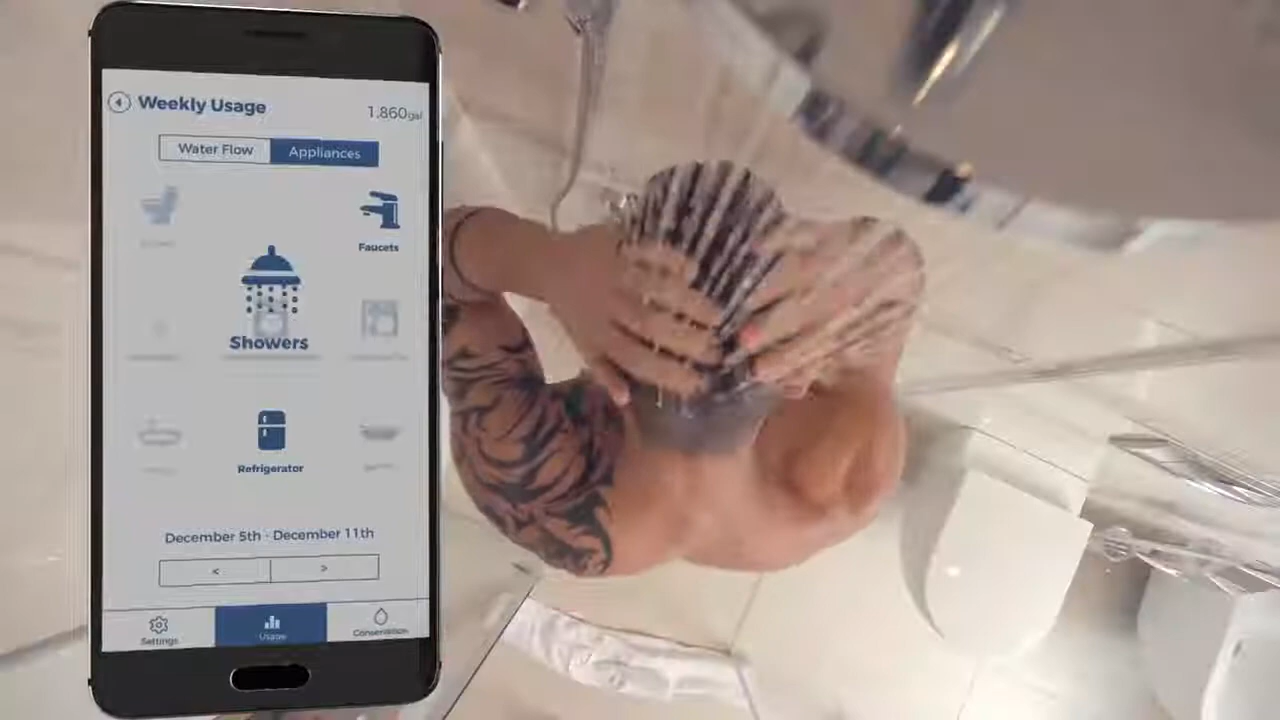 Weekly Usage
1,860gal
Water Flow
Appliances
Faucets
Showers
Refrigerator
December 5th - December 11th
<
>
Settings
Usage
Conservation